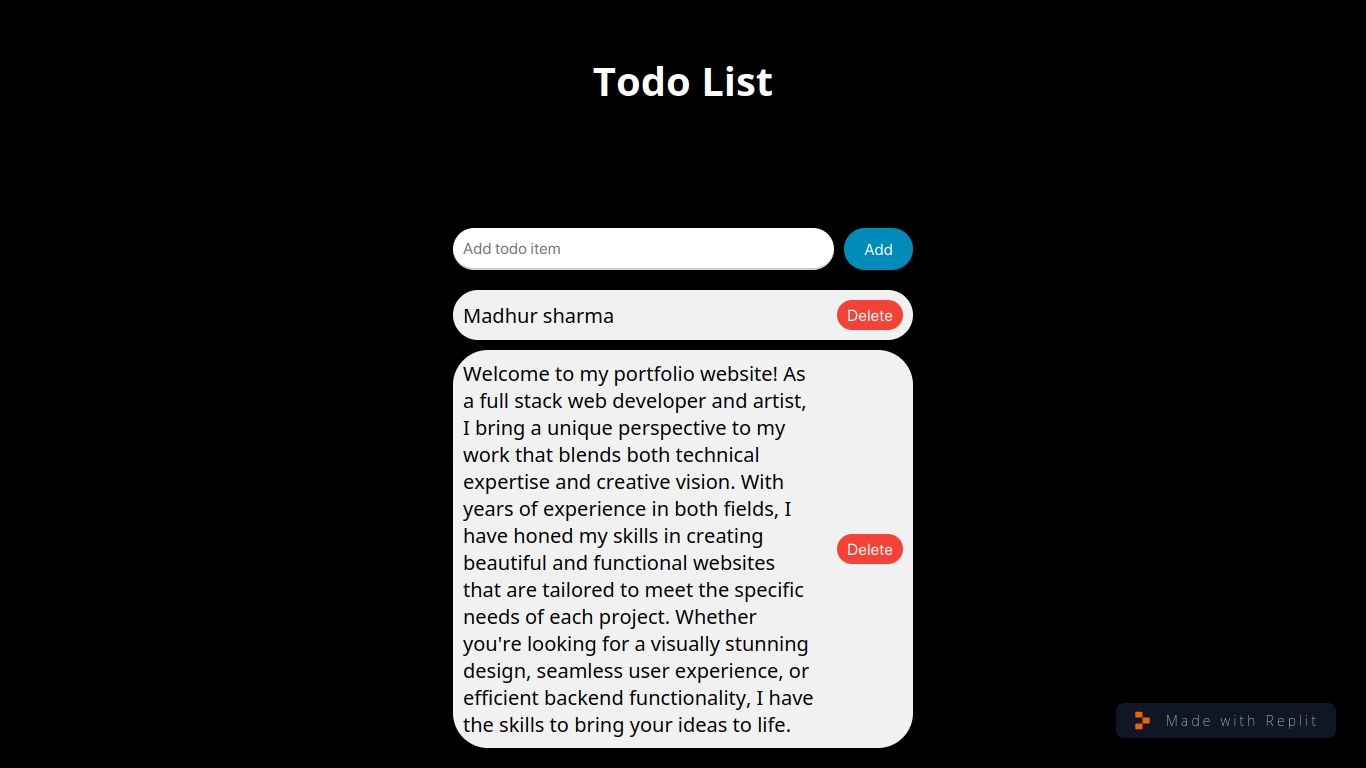 Todo List
Add todo item
Add
Madhur sharma
Delete
Welcome to my portfolio website! As
a full stack web developer and artist,
I bring a unique perspective to my
work that blends both technical
expertise and creative vision. With
years of experience in both fields, I
have honed my skills in creating
beautiful and functional websites
that are tailored to meet the specific
needs of each project. Whether
you're looking for a visually stunning
design, seamless user experience, or
efficient backend functionality, I have
the skills to bring your ideas to life.
Delete
Made with Replit